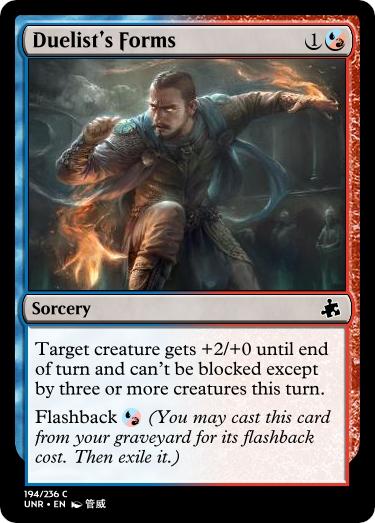 Duelist's Forms 1
Sorcery
Target creature gets +2/+0 until end
of turn and can't be blocked except
by three or more creatures this turn.
Flashback (You may cast this card
from your graveyard for its flashback
cost. Then exile it.)
194/236 C
UNR • EN 管威